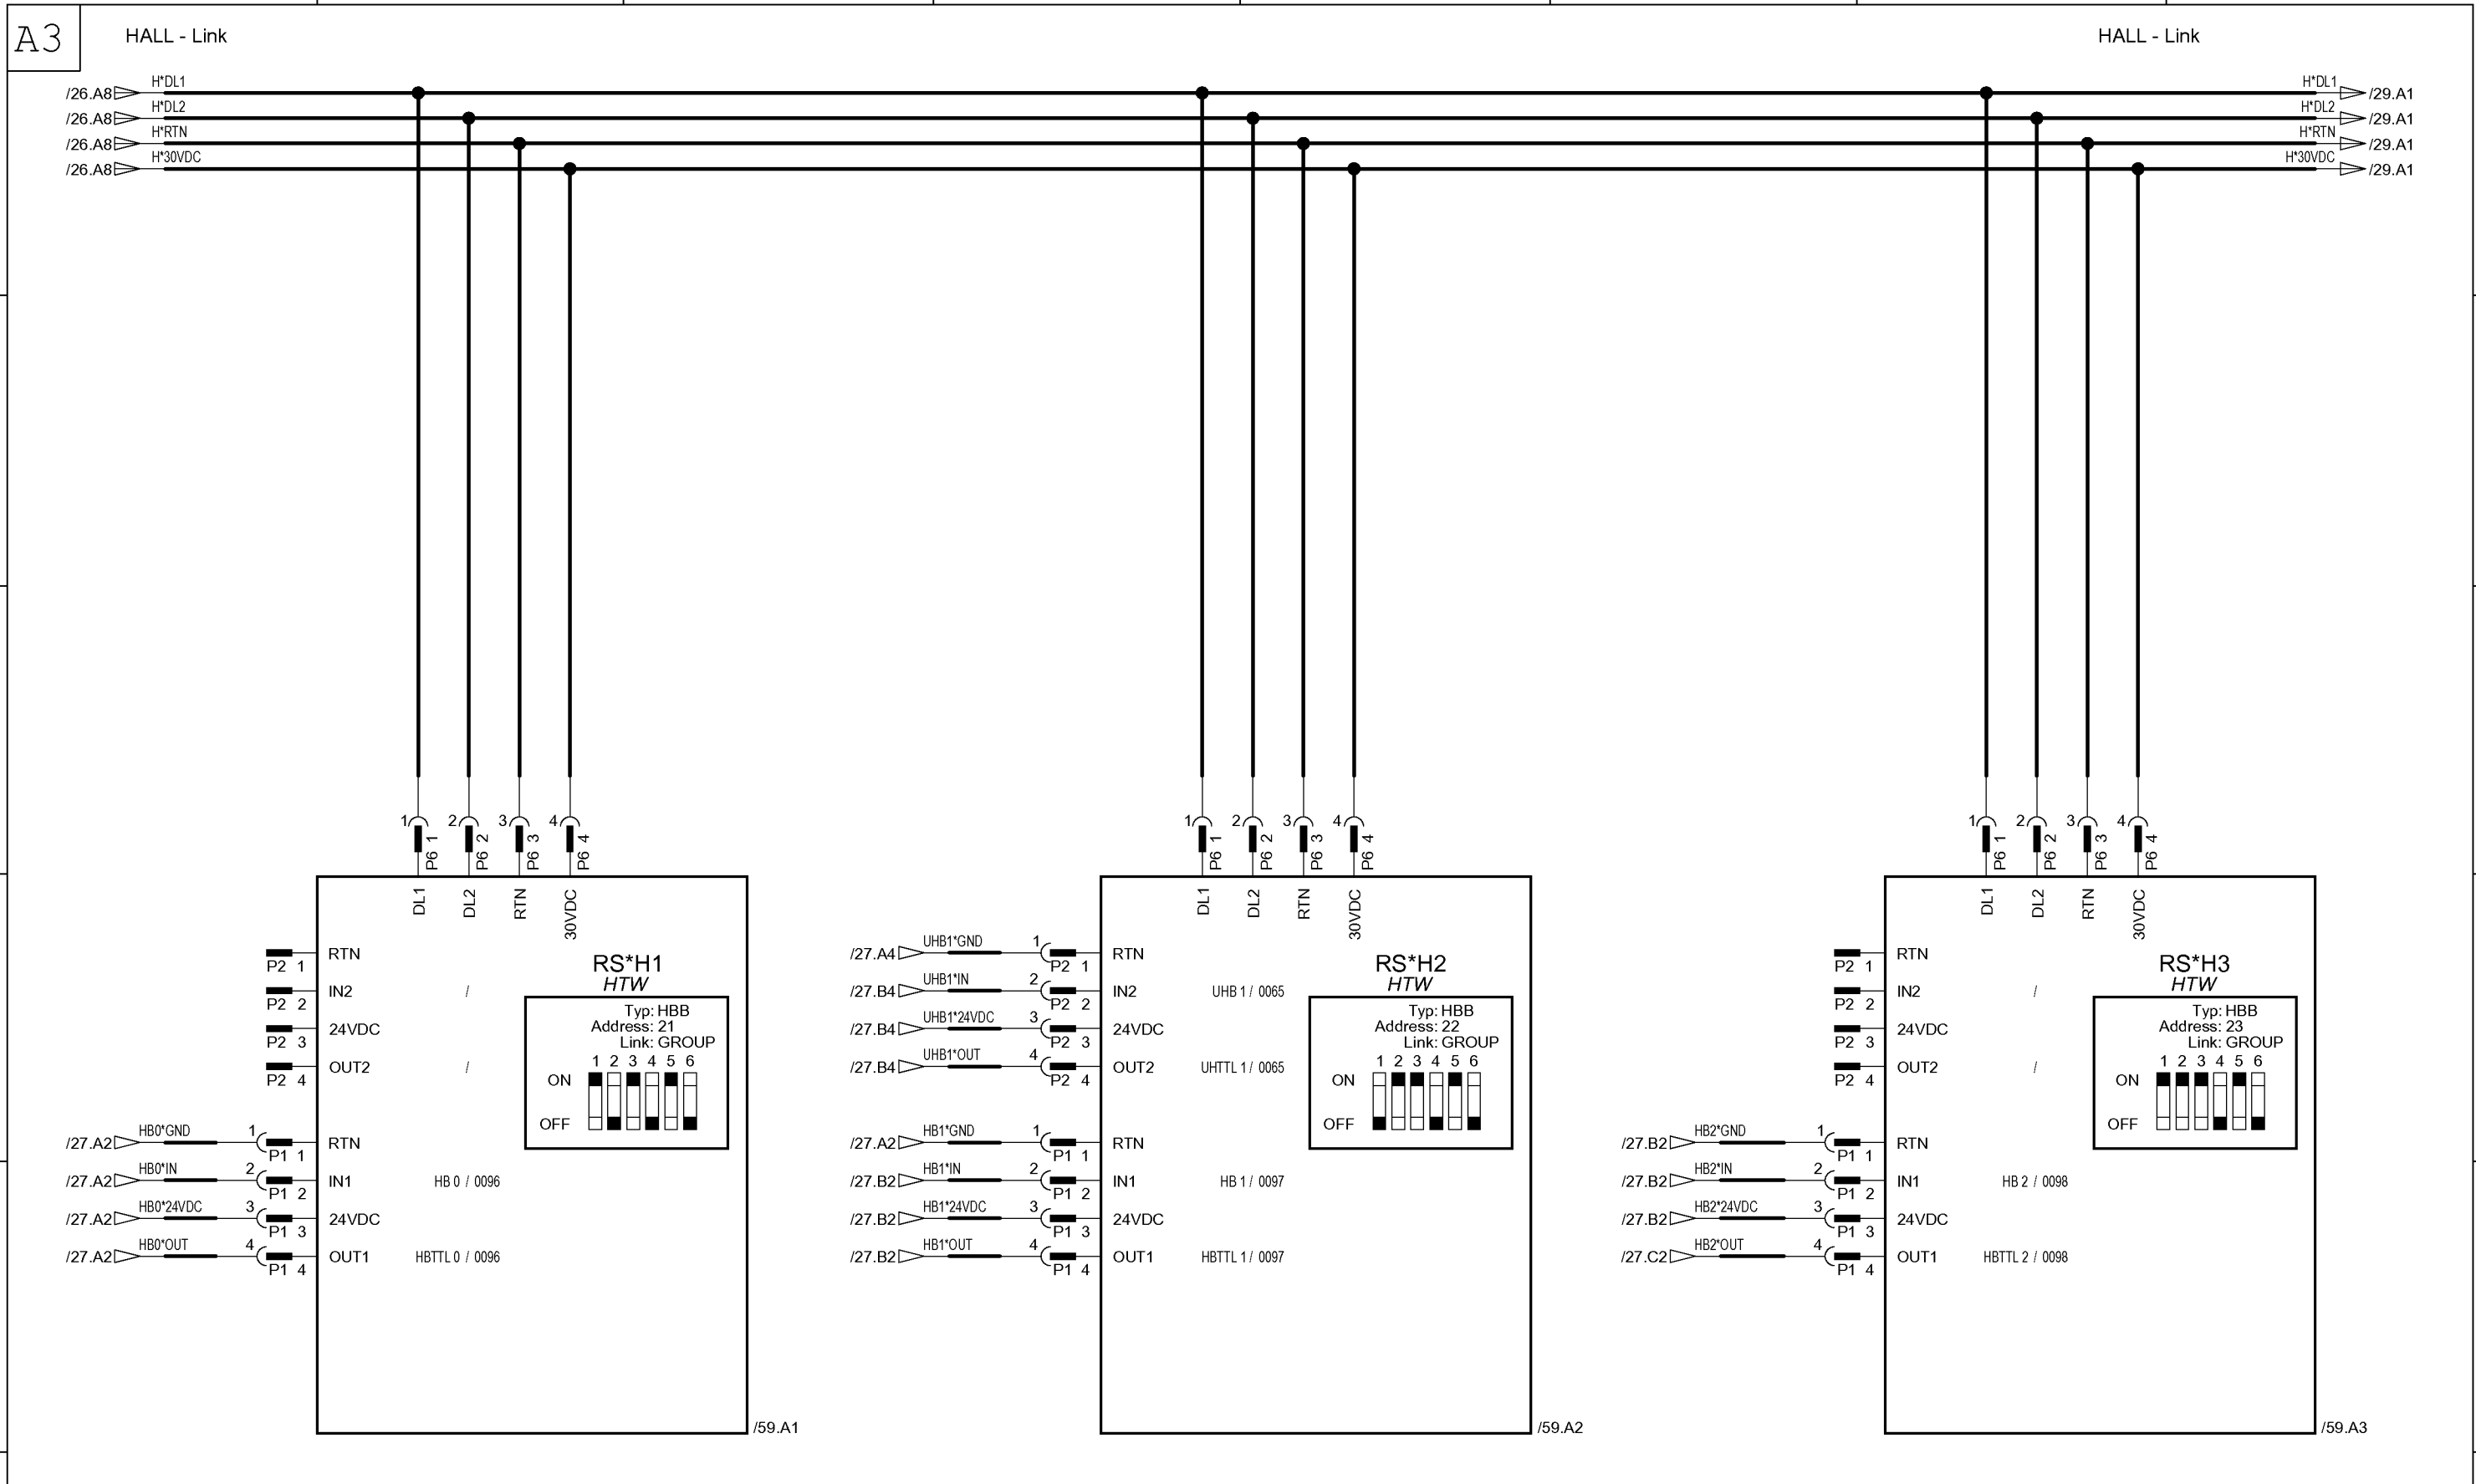 A3
HALL - Link
HALL - Link
/26.A8 H*DL1
/26.A8 H*DL2
/26.A8 H*RTN
/26.A8 H*30VDC
H*DL1 /29.A1
H*DL2 /29.A1
H*RTN /29.A1
H*30VDC /29.A1
1 2 3 4
P6 1 P6 2 P6 3 P6 4
DL1 DL2 RTN 30VDC
RS*H1
HTW
Typ: HBB
Address: 21
Link: GROUP
1 2 3 4 5 6
ON
OFF
P2 1 RTN
P2 2 IN2 /
P2 3 24VDC
P2 4 OUT2 /
/27.A2 HB0*GND 1 P1 1 RTN
/27.A2 HB0*IN 2 P1 2 IN1 HB 0 / 0096
/27.A2 HB0*24VDC 3 P1 3 24VDC
/27.A2 HB0*OUT 4 P1 4 OUT1 HBTTL 0 / 0096
/59.A1
1 2 3 4
P6 1 P6 2 P6 3 P6 4
DL1 DL2 RTN 30VDC
RS*H2
HTW
Typ: HBB
Address: 22
Link: GROUP
1 2 3 4 5 6
ON
OFF
/27.A4 UHB1*GND 1 P2 1 RTN
/27.B4 UHB1*IN 2 P2 2 IN2 UHB 1 / 0065
/27.B4 UHB1*24VDC 3 P2 3 24VDC
/27.B4 UHB1*OUT 4 P2 4 OUT2 UHTTL 1 / 0065
/27.A2 HB1*GND 1 P1 1 RTN
/27.B2 HB1*IN 2 P1 2 IN1 HB 1 / 0097
/27.B2 HB1*24VDC 3 P1 3 24VDC
/27.B2 HB1*OUT 4 P1 4 OUT1 HBTTL 1 / 0097
/59.A2
1 2 3 4
P6 1 P6 2 P6 3 P6 4
DL1 DL2 RTN 30VDC
RS*H3
HTW
Typ: HBB
Address: 23
Link: GROUP
1 2 3 4 5 6
ON
OFF
P2 1 RTN
P2 2 IN2 /
P2 3 24VDC
P2 4 OUT2 /
/27.B2 HB2*GND 1 P1 1 RTN
/27.B2 HB2*IN 2 P1 2 IN1 HB 2 / 0098
/27.B2 HB2*24VDC 3 P1 3 24VDC
/27.C2 HB2*OUT 4 P1 4 OUT1 HBTTL 2 / 0098
/59.A3